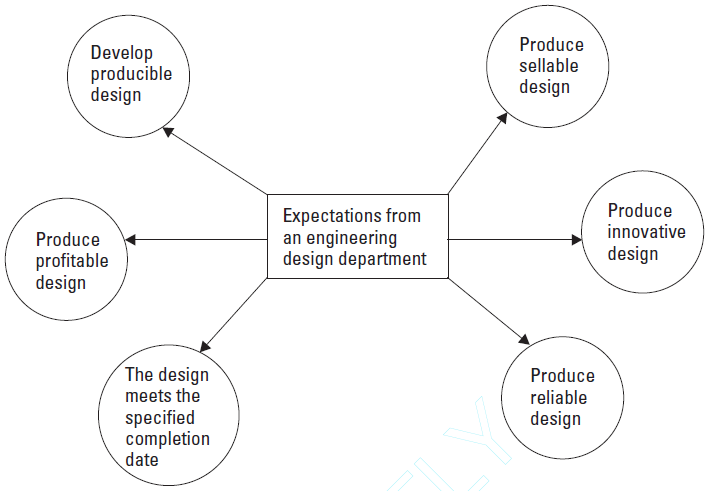 Develop
producible
design
Produce
sellable
design
Expectations from
an engineering
design department
Produce
profitable
design
Produce
innovative
design
The design
meets the
specified
completion
date
Produce
reliable
design